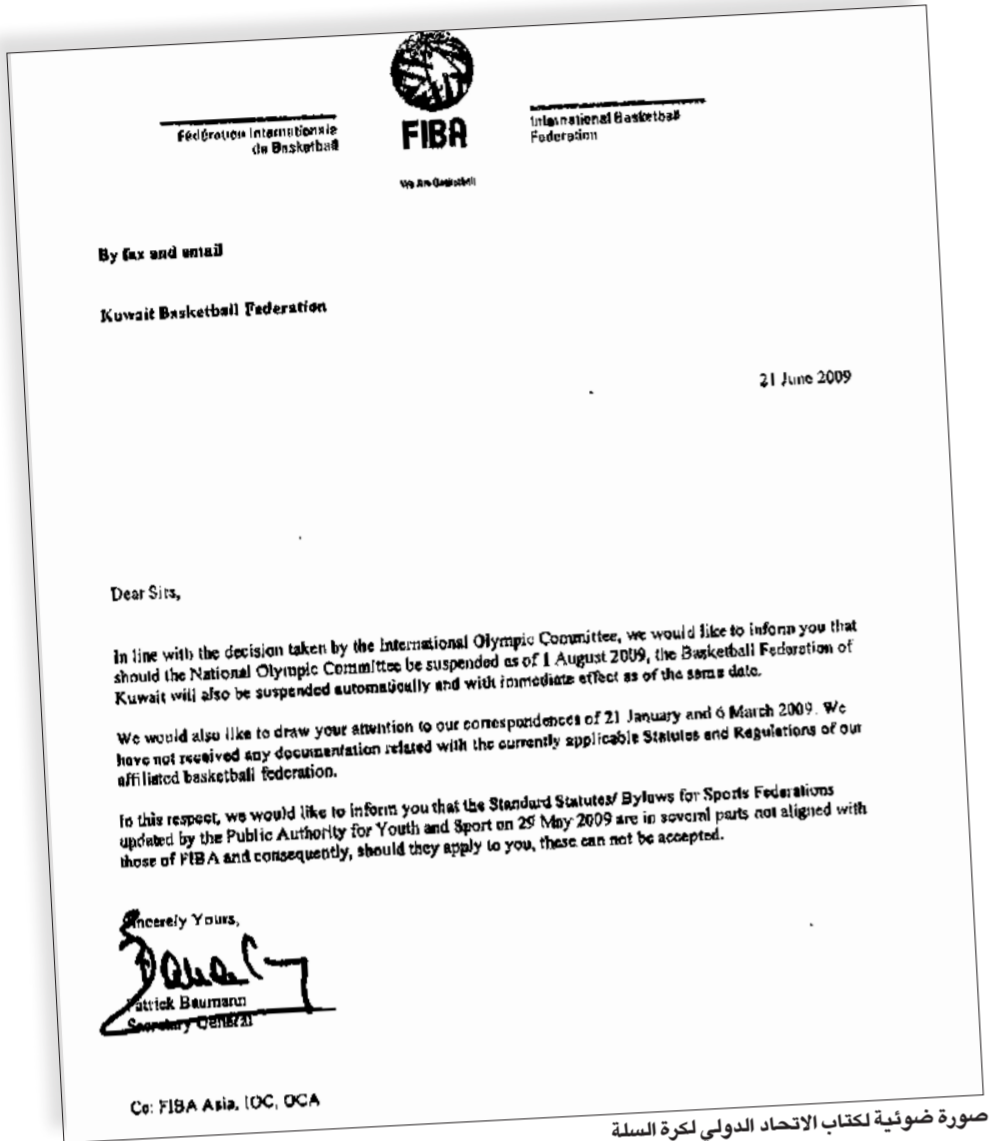 Fédération Internationale
de Basketball
FIBA
We Are Basketball
International Basketball
Federation
By fax and email
Kuwait Basketball Federation
21 June 2009
Dear Sirs,
In line with the decision taken by the International Olympic Committee, we would like to inform you that
should the National Olympic Committee be suspended as of 1 August 2009, the Basketball Federation of
Kuwait will also be suspended automatically and with immediate effect as of the same date.
We would also like to draw your attention to our correspondences of 21 January and 6 March 2009. We
have not received any documentation related with the currently applicable Statutes and Regulations of our
affiliated basketball federation.
In this respect, we would like to inform you that the Standard Statutes/ Bylaws for Sports Federations
updated by the Public Authority for Youth and Sport on 29 May 2009 are in several parts not aligned with
those of FIBA and consequently, should they apply to you, these can not be accepted.
Sincerely Yours,
Patrick Baumann
Secretary General
Cc: FIBA Asia, IOC, OCA
صورة ضوئية لكتاب الاتحاد الدولي لكرة السلة